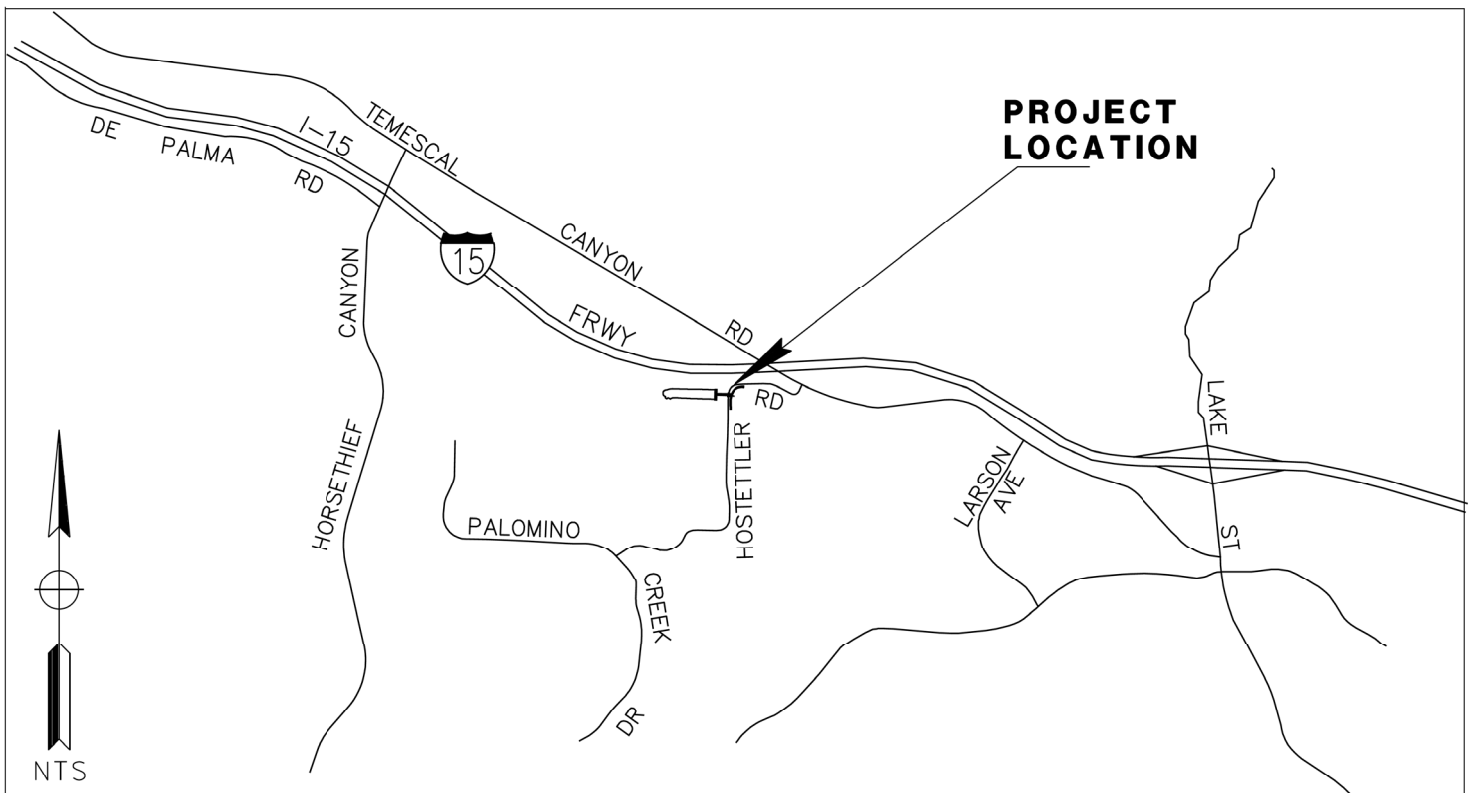 PROJECT
LOCATION
TEMESCAL
CANYON
RD
I-15
DE
PALMA
RD
15
FRWY
CANYON
HORSETHIEF
RD
HOSTETTLER
PALOMINO
CREEK
DR
LARSON
AVE
LAKE
ST
NTS